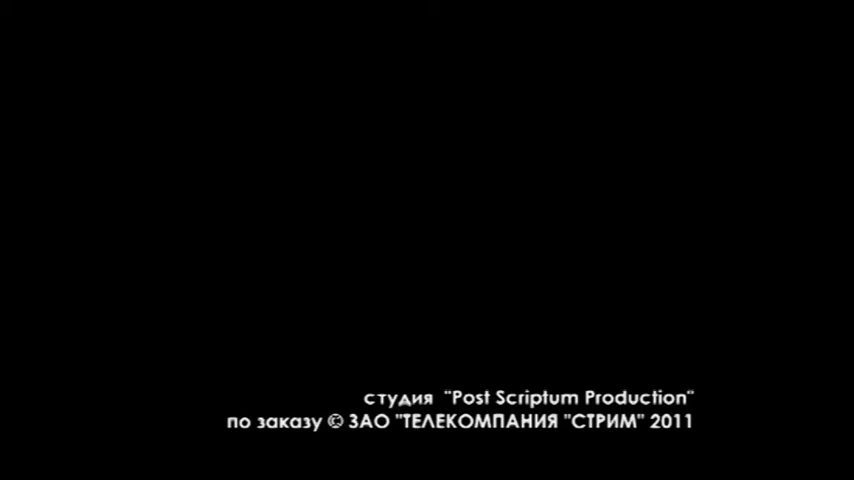 студия "Post Scriptum Production"
по заказу © ЗАО "ТЕЛЕКОМПАНИЯ "СТРИМ" 2011